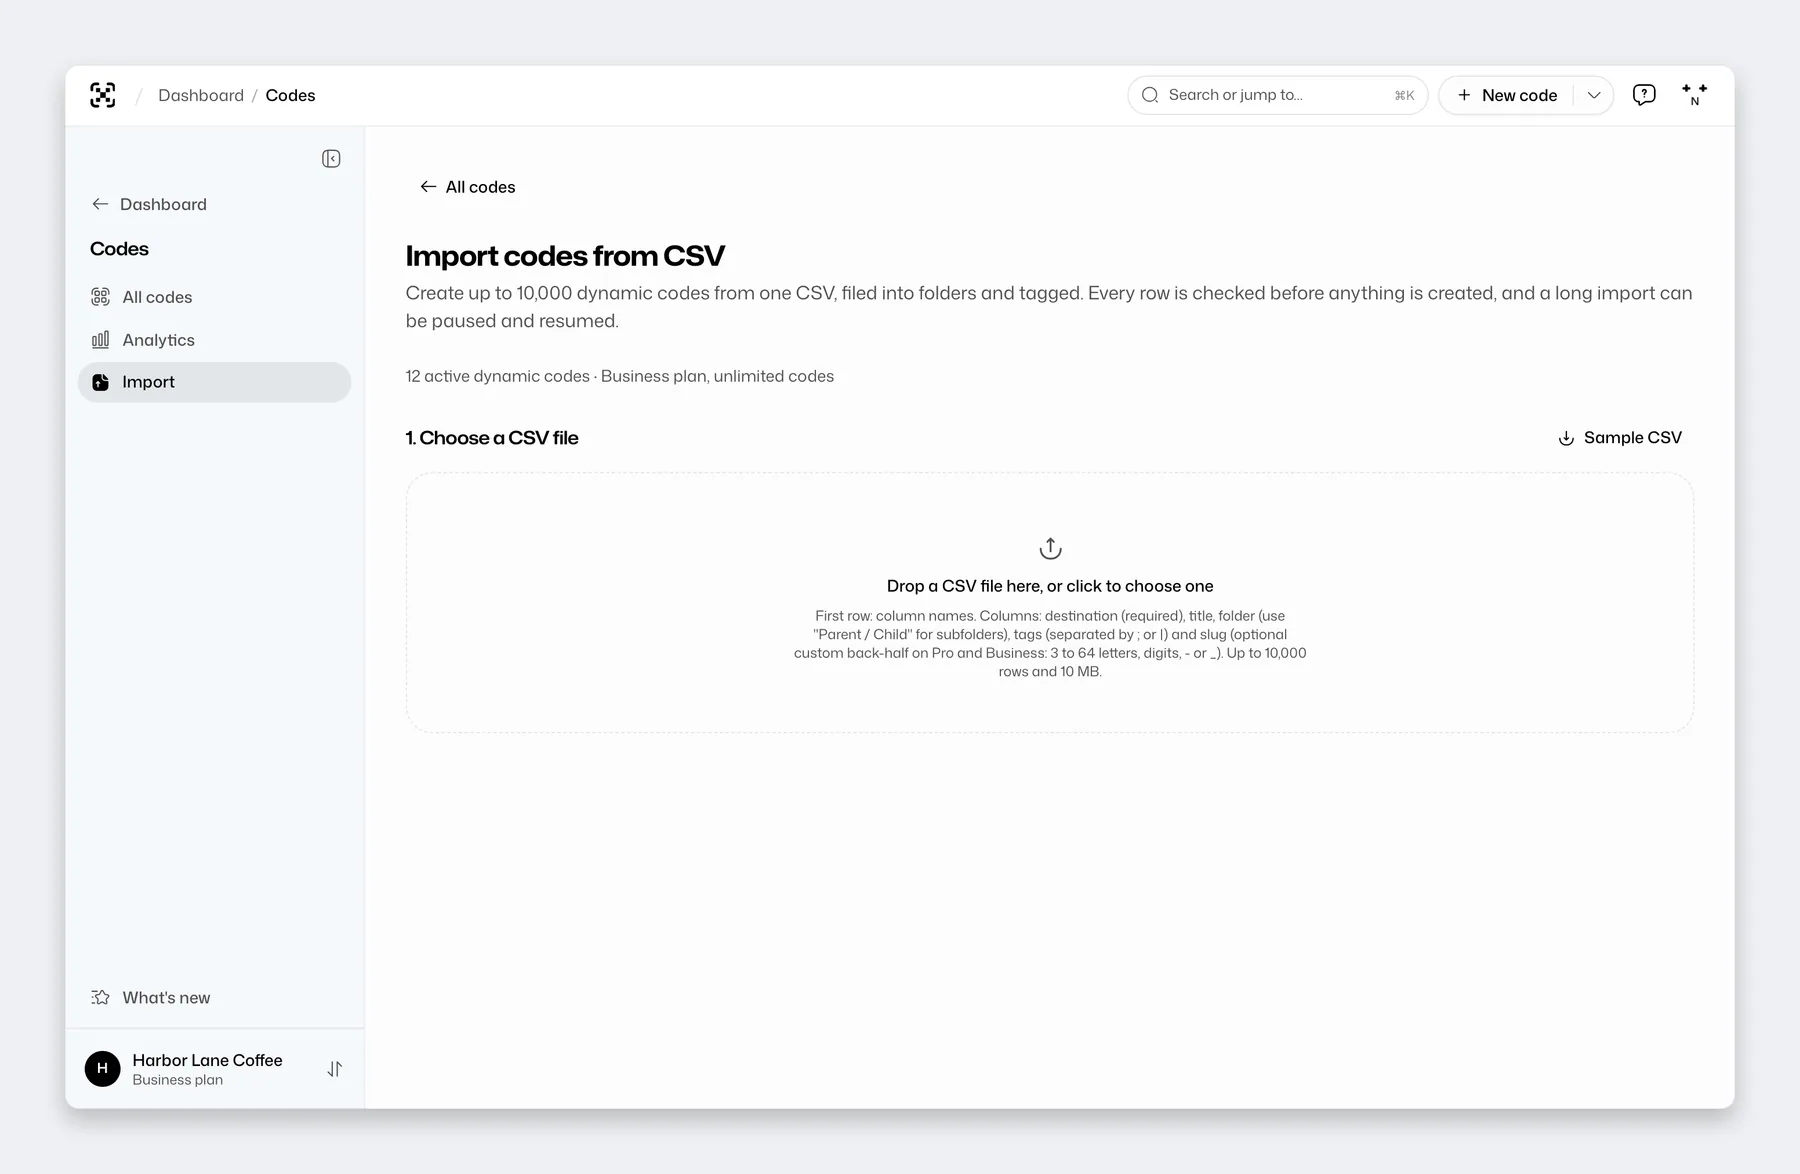 Dashboard / Codes
Search or jump to... ⌘K
+ New code
N
Dashboard
Codes
All codes
Analytics
Import
What's new
H
Harbor Lane Coffee
Business plan
All codes
Import codes from CSV
Create up to 10,000 dynamic codes from one CSV, filed into folders and tagged. Every row is checked before anything is created, and a long import can
be paused and resumed.
12 active dynamic codes · Business plan, unlimited codes
1. Choose a CSV file
Sample CSV
Drop a CSV file here, or click to choose one
First row: column names. Columns: destination (required), title, folder (use
"Parent / Child" for subfolders), tags (separated by ; or |) and slug (optional
custom back-half on Pro and Business: 3 to 64 letters, digits, - or _). Up to 10,000
rows and 10 MB.